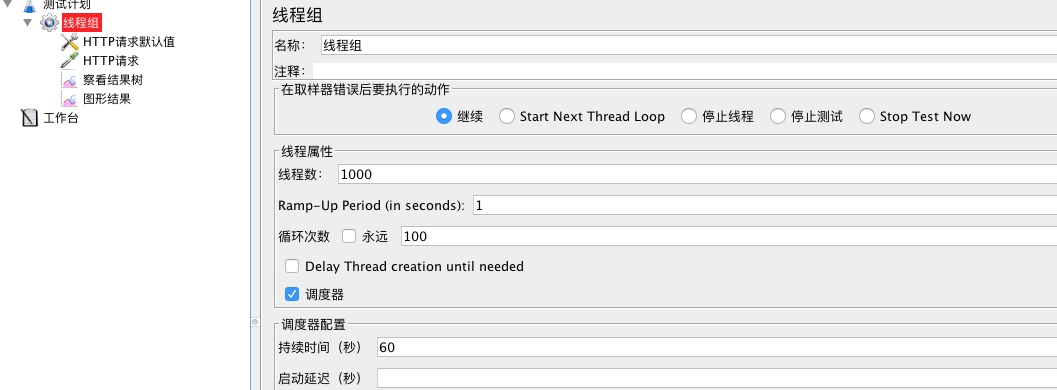 测试计划
线程组
HTTP请求默认值
HTTP请求
察看结果树
图形结果
工作台
线程组
名称： 线程组
注释：
在取样器错误后要执行的动作
继续 Start Next Thread Loop 停止线程 停止测试 Stop Test Now
线程属性
线程数： 1000
Ramp-Up Period (in seconds): 1
循环次数 永远 100
Delay Thread creation until needed
调度器
调度器配置
持续时间（秒） 60
启动延迟（秒）